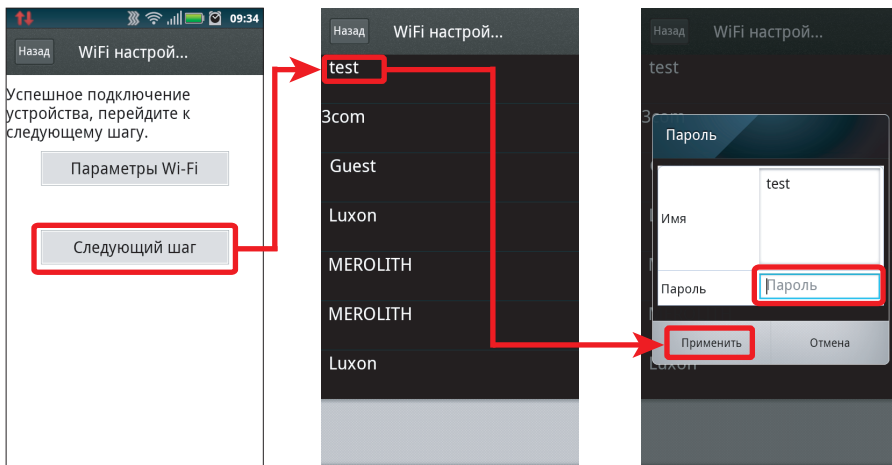 09:34
Назад
WiFi настрой...
Успешное подключение
устройства, перейдите к
следующему шагу.
Параметры Wi-Fi
Следующий шаг
Назад
WiFi настрой...
test
3com
Guest
Luxon
MEROLITH
MEROLITH
Luxon
Назад
WiFi настрой...
test
Пароль
Имя
test
Пароль
Пароль
Применить
Отмена
Luxon